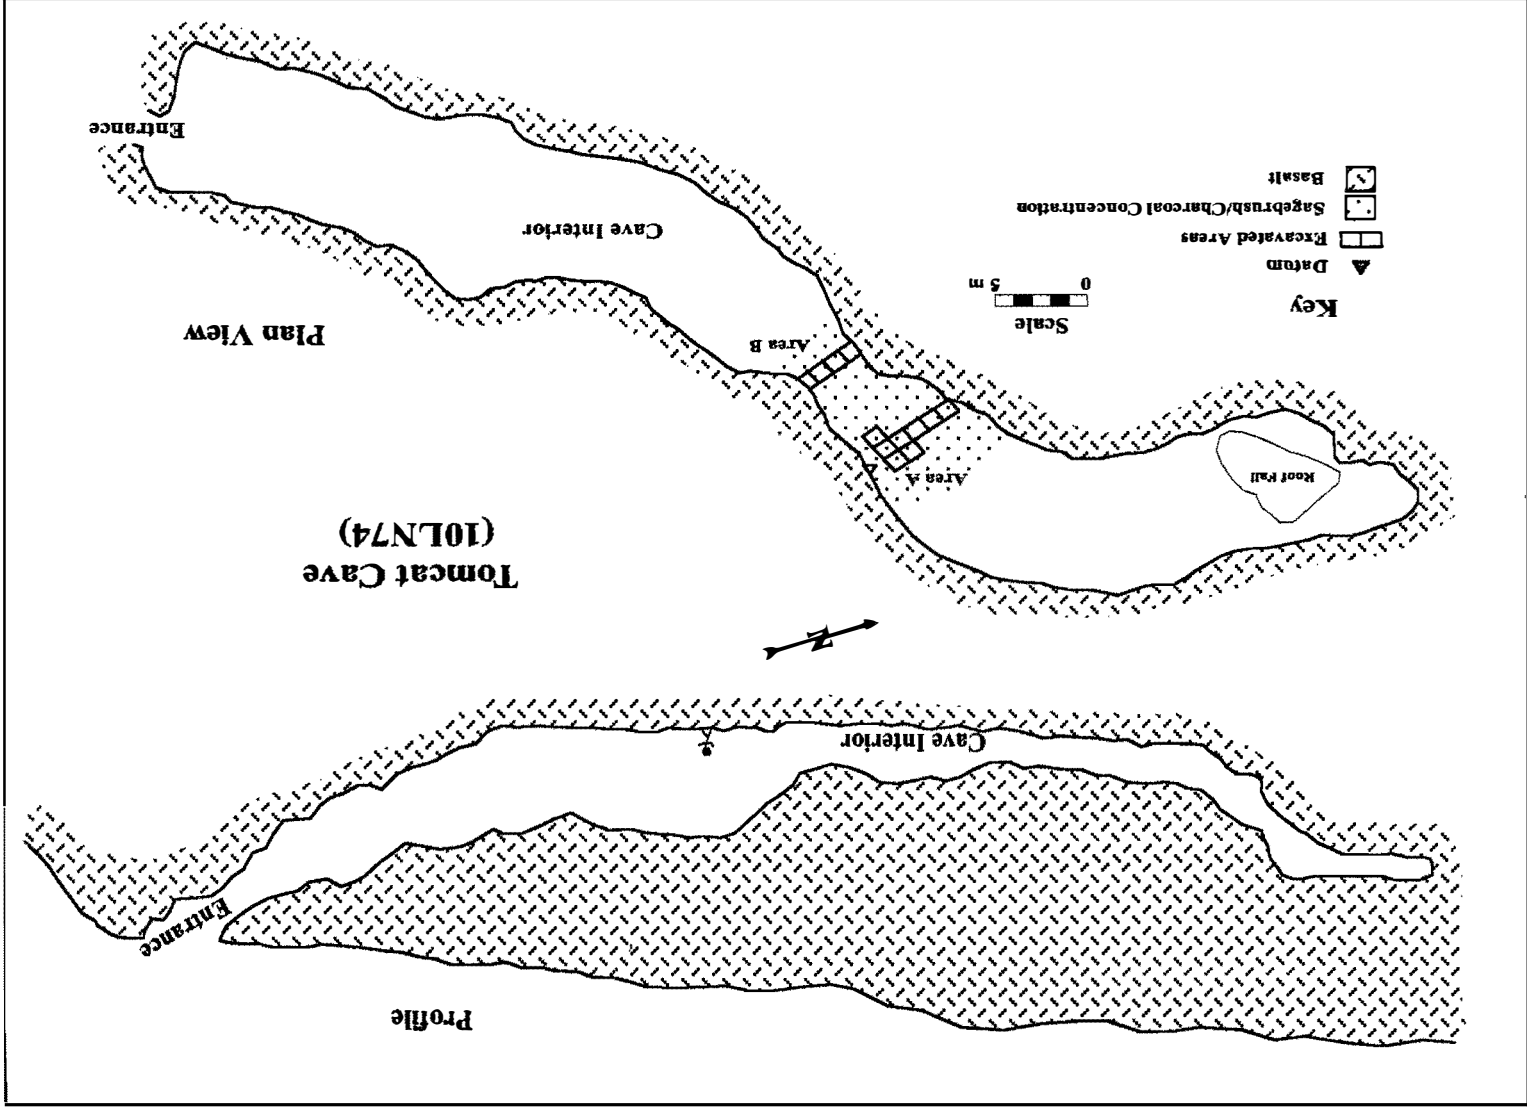 Profile
Entrance
Cave Interior
N
Tomcat Cave
(10LN74)
Roof Fall
Area A
Area B
Plan View
Key
Datum
Excavated Areas
Sagebrush/Charcoal Concentration
Basalt
Scale
0 5 m
Cave Interior
Entrance